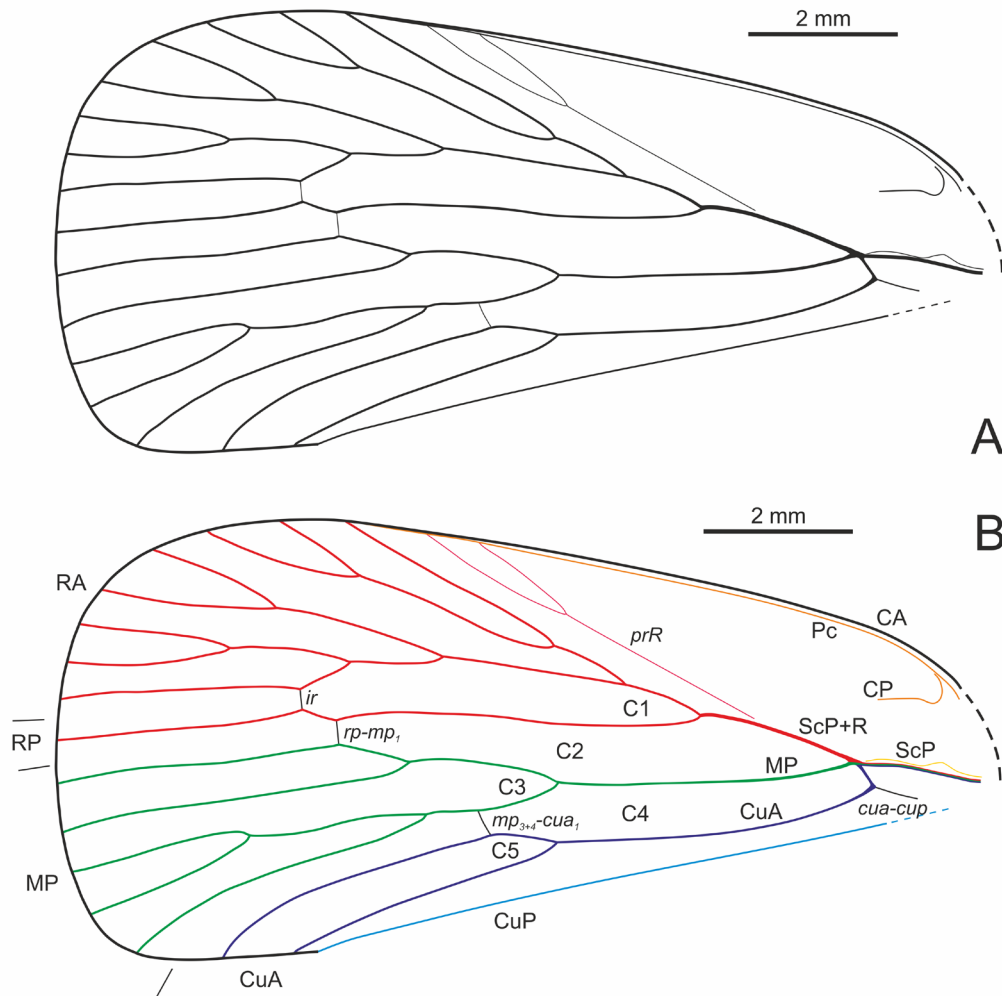 2 mm
A
2 mm
B
RA
CA
Pc
prR
CP
ir
C1
RP
rp-mp₁
ScP+R
C2
ScP
MP
C3
C4
CuA
cua-cup
mp₃₊₄-cua₁
C5
MP
CuP
CuA